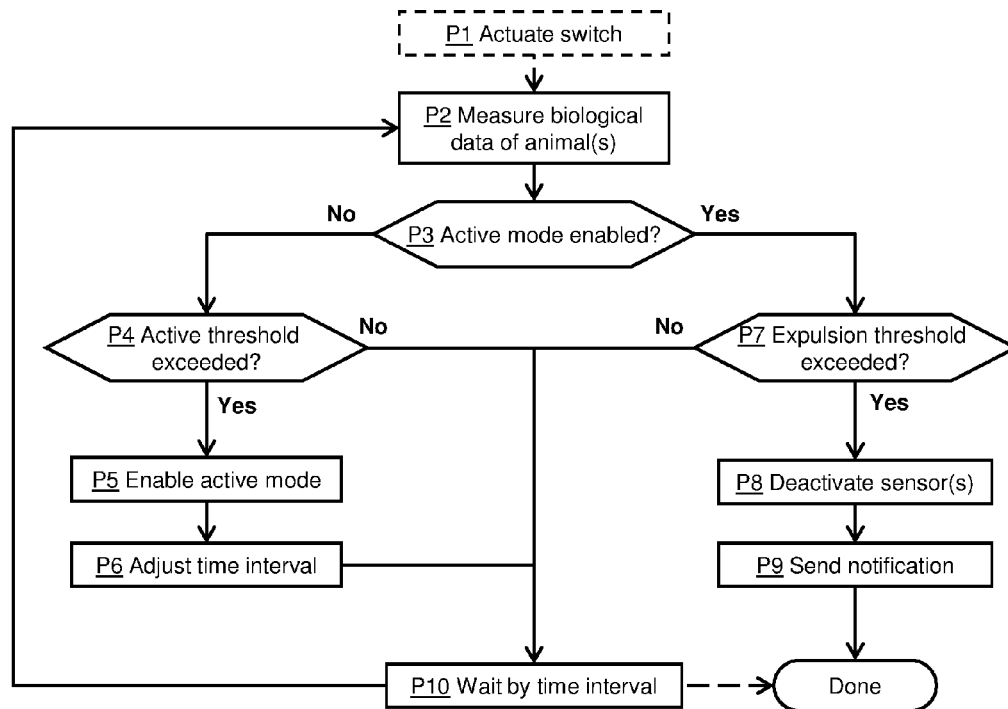 P1 Actuate switch
P2 Measure biological
data of animal(s)
No
Yes
P3 Active mode enabled?
P4 Active threshold
exceeded?
No
No
P7 Expulsion threshold
exceeded?
Yes
Yes
P5 Enable active mode
P8 Deactivate sensor(s)
P6 Adjust time interval
P9 Send notification
P10 Wait by time interval
Done